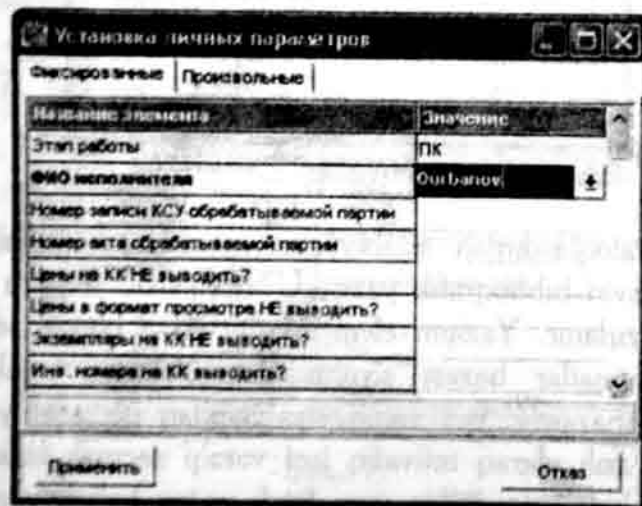 Установка личных параметров
Фиксированные Произвольные
Название элемента Значение
Этап работы ПК
ФИО исполнителя Ourbanov
Номер записи КСУ обрабатываемой партии
Номер акта обрабатываемой партии
Цены на КК НЕ выводить?
Цены в формат просмотре НЕ выводить?
Экземпляры на КК НЕ выводить?
Инв. номера на КК выводить?
Применить Отказ